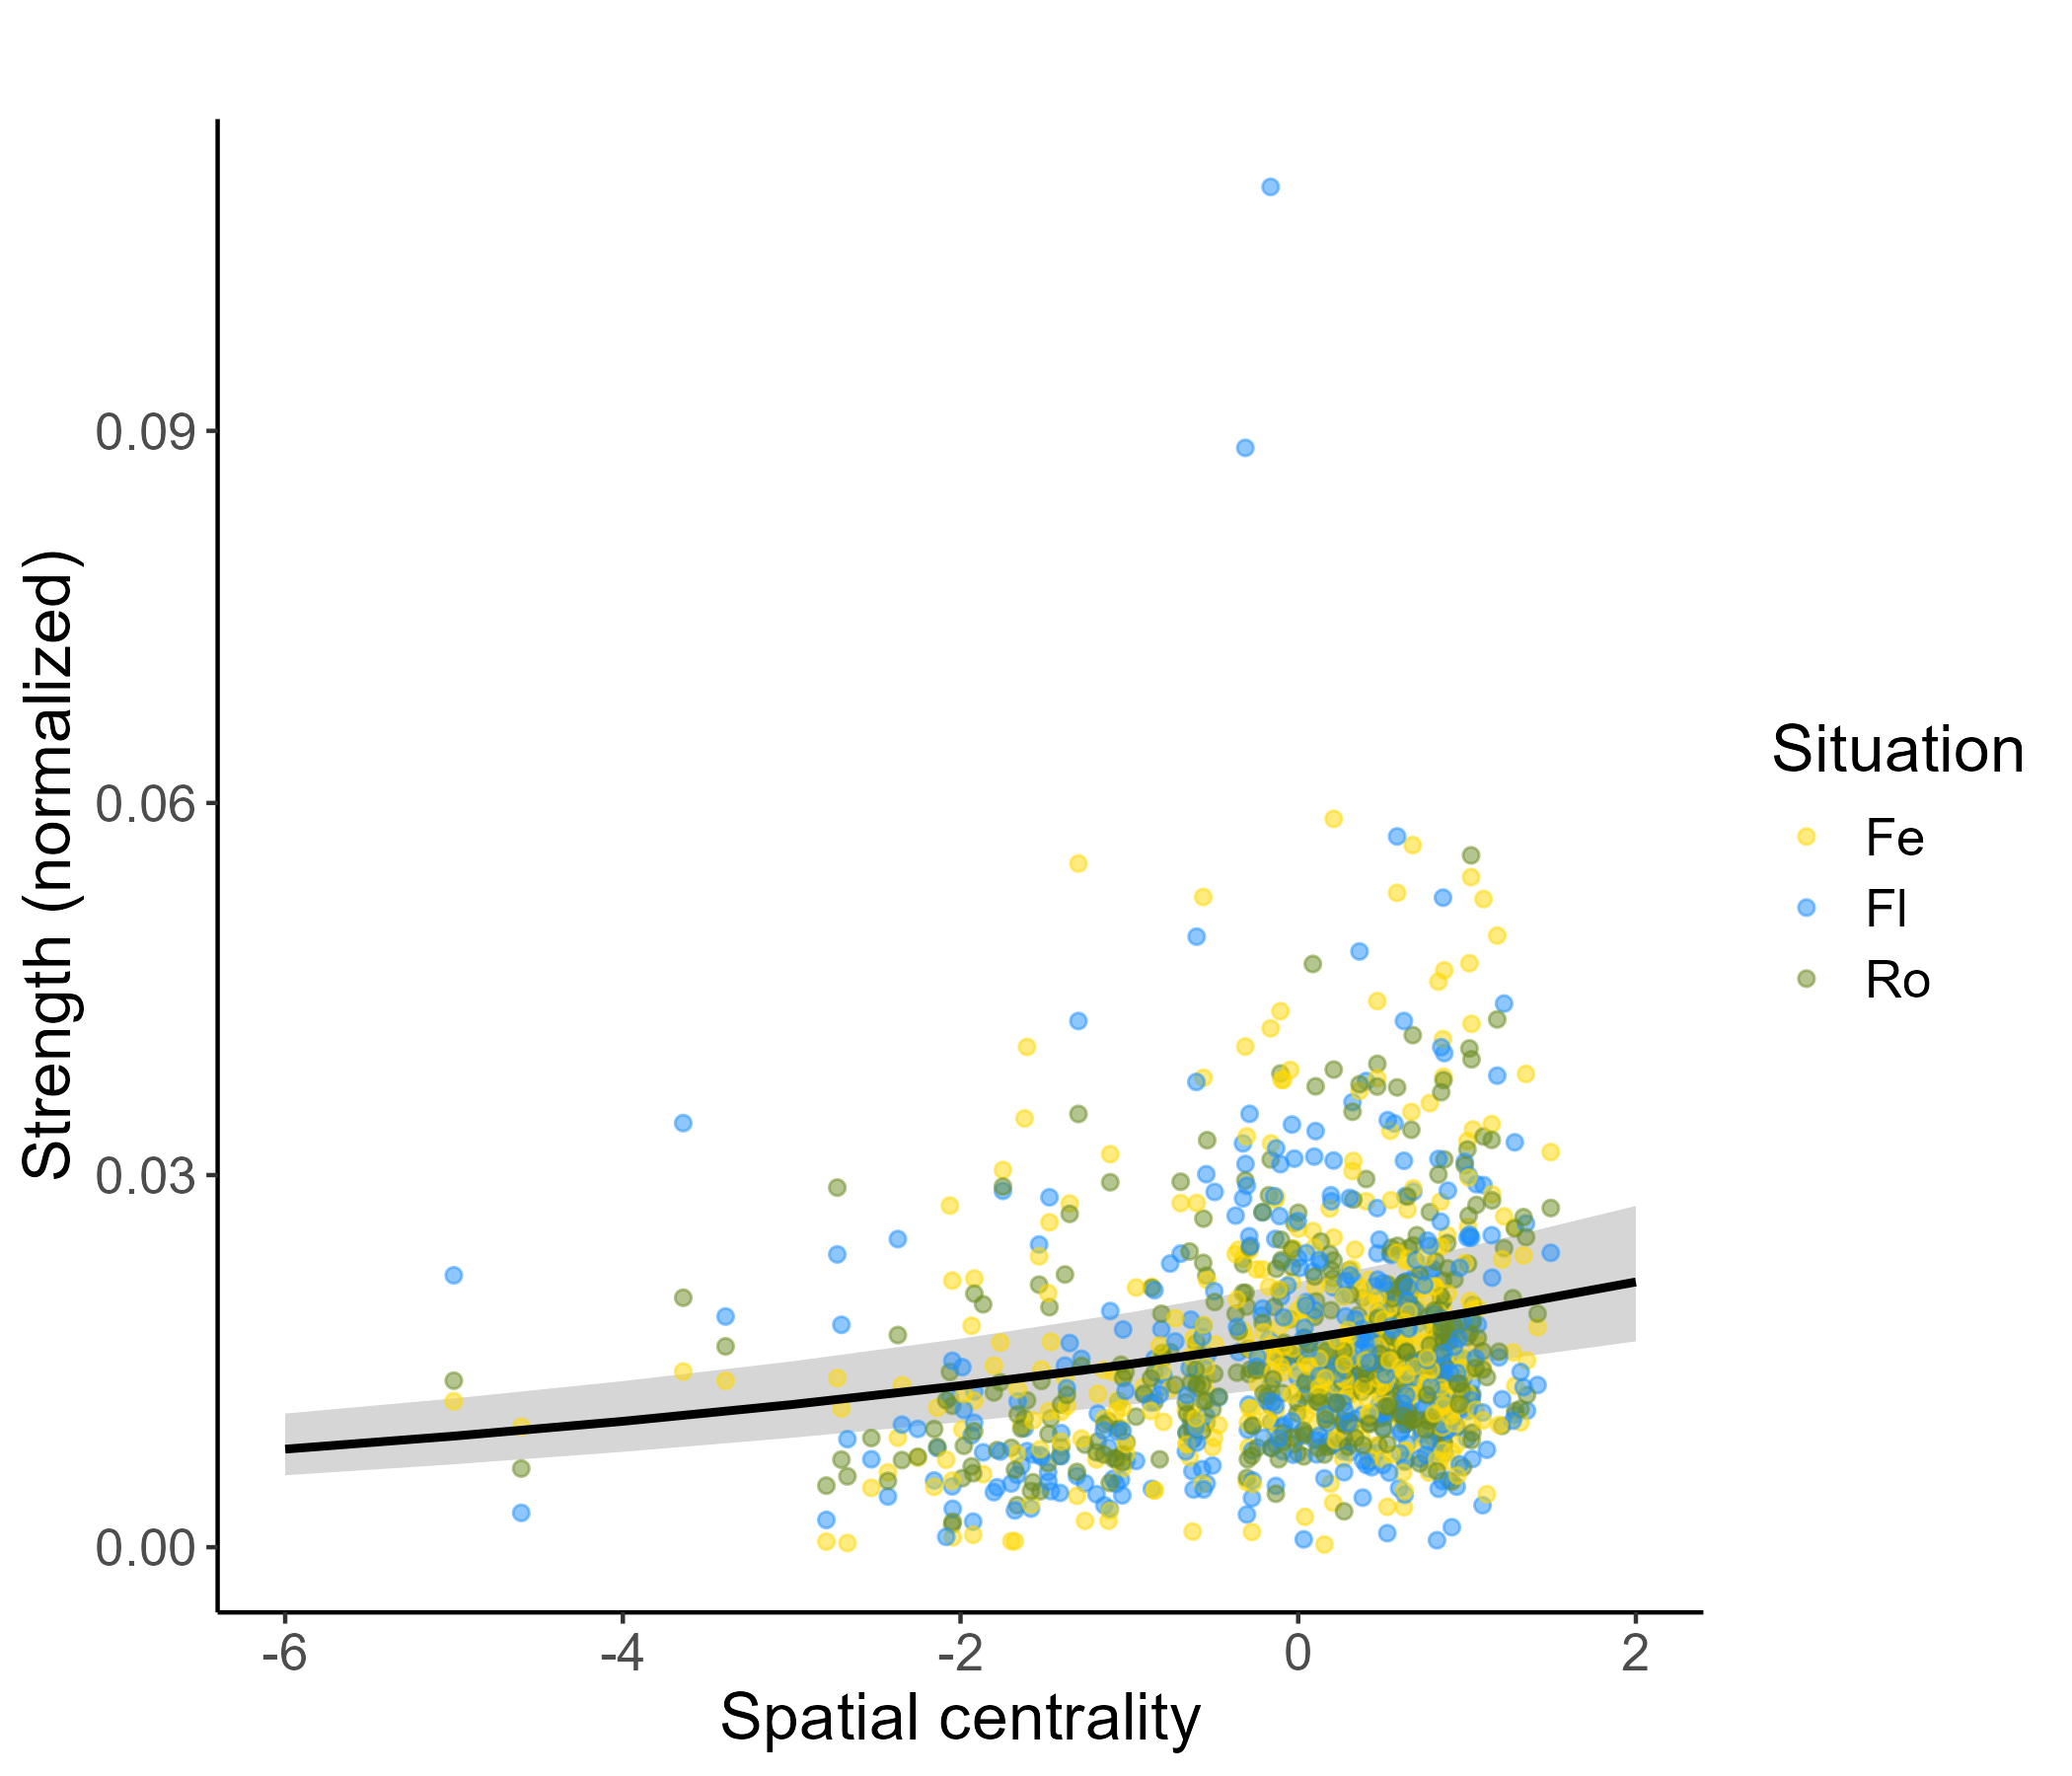 Strength (normalized)
0.09
0.06
0.03
0.00
-6
-4
-2
0
2
Spatial centrality
Situation
Fe
Fl
Ro